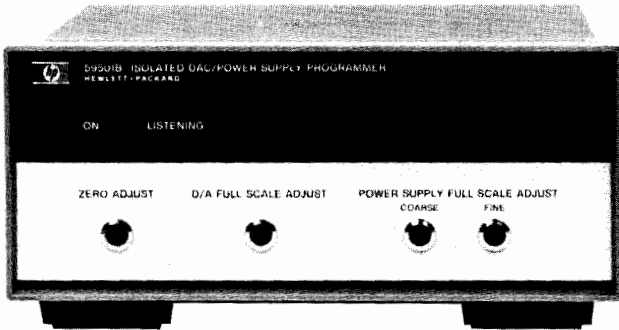 hp 59501B ISOLATED DAC/POWER SUPPLY PROGRAMMER
HEWLETT-PACKARD
ON LISTENING
ZERO ADJUST D/A FULL SCALE ADJUST POWER SUPPLY FULL SCALE ADJUST
COARSE FINE